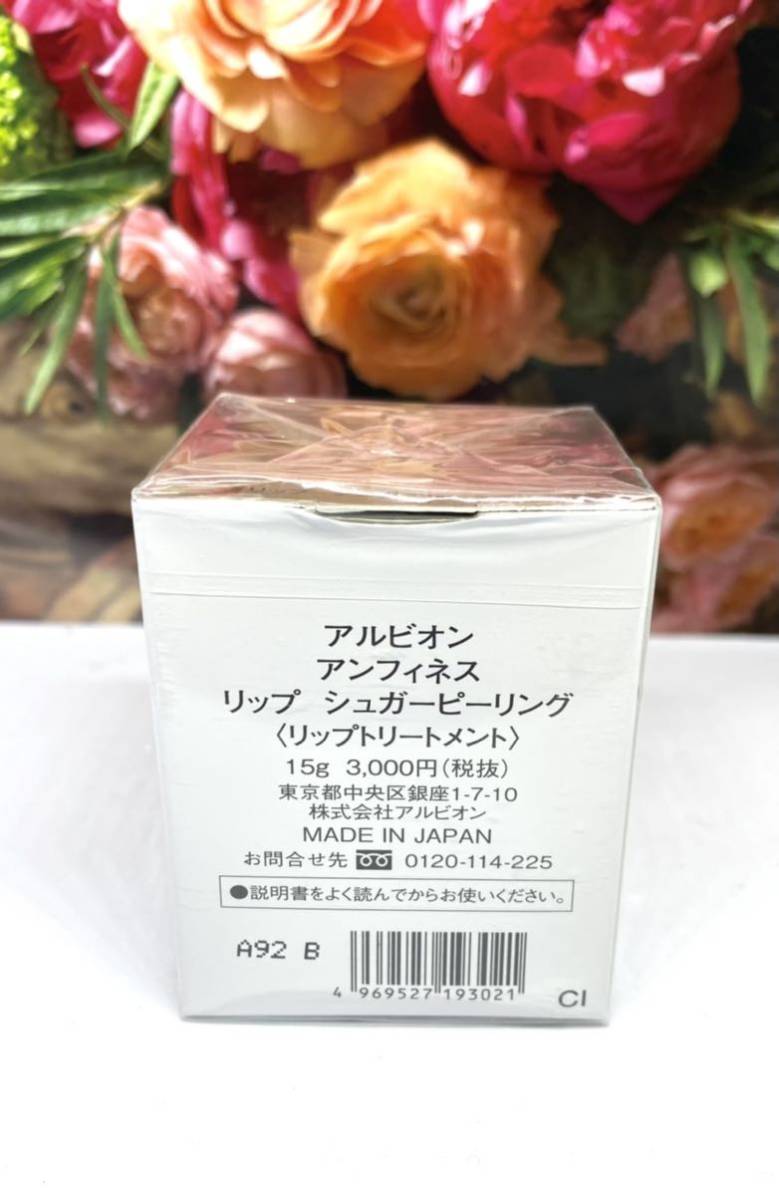 アルビオン
アンフィネス
リップ シュガーピーリング
〈リップトリートメント〉
15g 3,000円(税抜)
東京都中央区銀座1-7-10
株式会社アルビオン
MADE IN JAPAN
お問合せ先 0120-114-225
●説明書をよく読んでからお使いください。
A92 B
4 969527 193021
CI